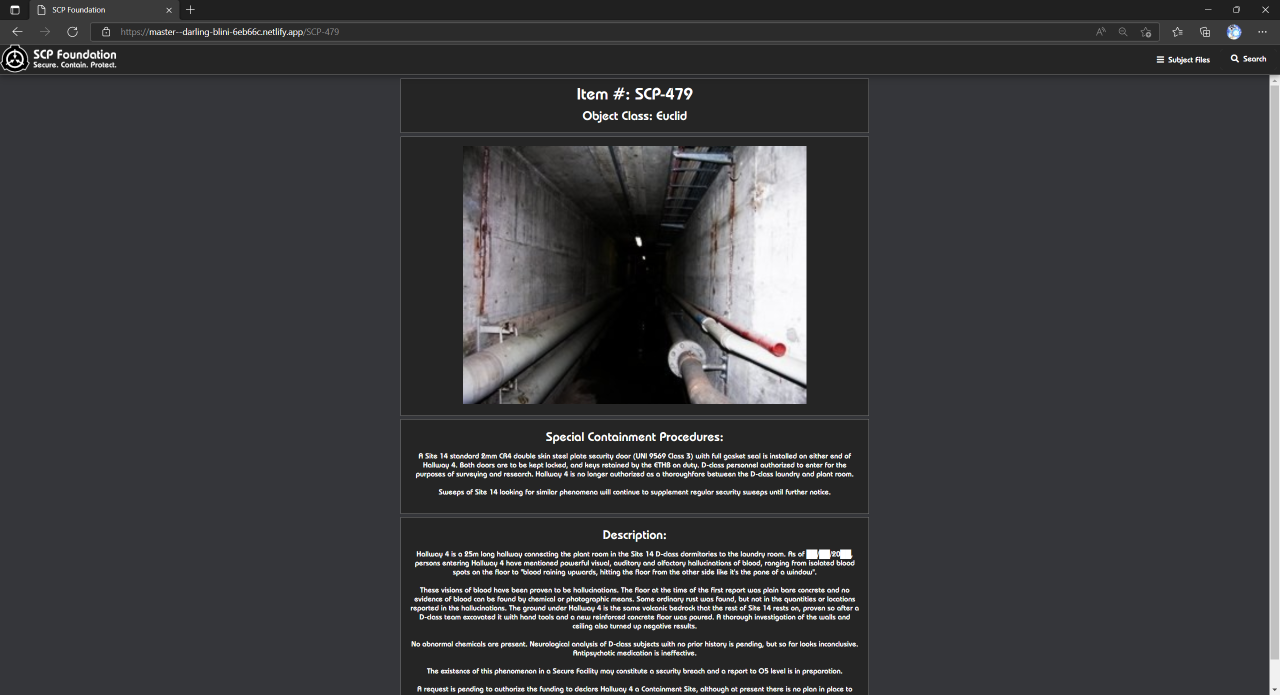 SCP Foundation
https://master--darling-blini-6eb66c.netlify.app/SCP-479
SCP Foundation
Secure. Contain. Protect.
Subject Files
Search
Item #: SCP-479
Object Class: Euclid
Special Containment Procedures:
A Site 14 standard 2mm CR4 double skin steel plate security door (UNI 9569 Class 3) with full gasket seal is installed on either end of
Hallway 4. Both doors are to be kept locked, and keys retained by the ETHB on duty. D-class personnel authorized to enter for the
purposes of surveying and research. Hallway 4 is no longer authorized as a thoroughfare between the D-class laundry and plant room.
Sweeps of Site 14 looking for similar phenomena will continue to supplement regular security sweeps until further notice.
Description:
Hallway 4 is a 25m long hallway connecting the plant room in the Site 14 D-class dormitories to the laundry room. As of ██/██/20██,
persons entering Hallway 4 have mentioned powerful visual, auditory and olfactory hallucinations of blood, ranging from isolated blood
spots on the floor to "blood raining upwards, hitting the floor from the other side like it's the pane of a window".
These visions of blood have been proven to be hallucinations. The floor at the time of the first report was plain bare concrete and no
evidence of blood can be found by chemical or photographic means. Some ordinary rust was found, but not in the quantities or locations
reported in the hallucinations. The ground under Hallway 4 is the same volcanic bedrock that the rest of Site 14 rests on, proven so after a
D-class team excavated it with hand tools and a new reinforced concrete floor was poured. A thorough investigation of the walls and
ceiling also turned up negative results.
No abnormal chemicals are present. Neurological analysis of D-class subjects with no prior history is pending, but so far looks inconclusive.
Antipsychotic medication is ineffective.
The existence of this phenomenon in a Secure Facility may constitute a security breach and a report to O5 level is in preparation.
A request is pending to authorize the funding to declare Hallway 4 a Containment Site, although at present there is no plan in place to